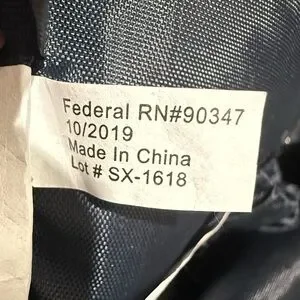 Federal RN#90347
10/2019
Made In China
Lot # SX-1618